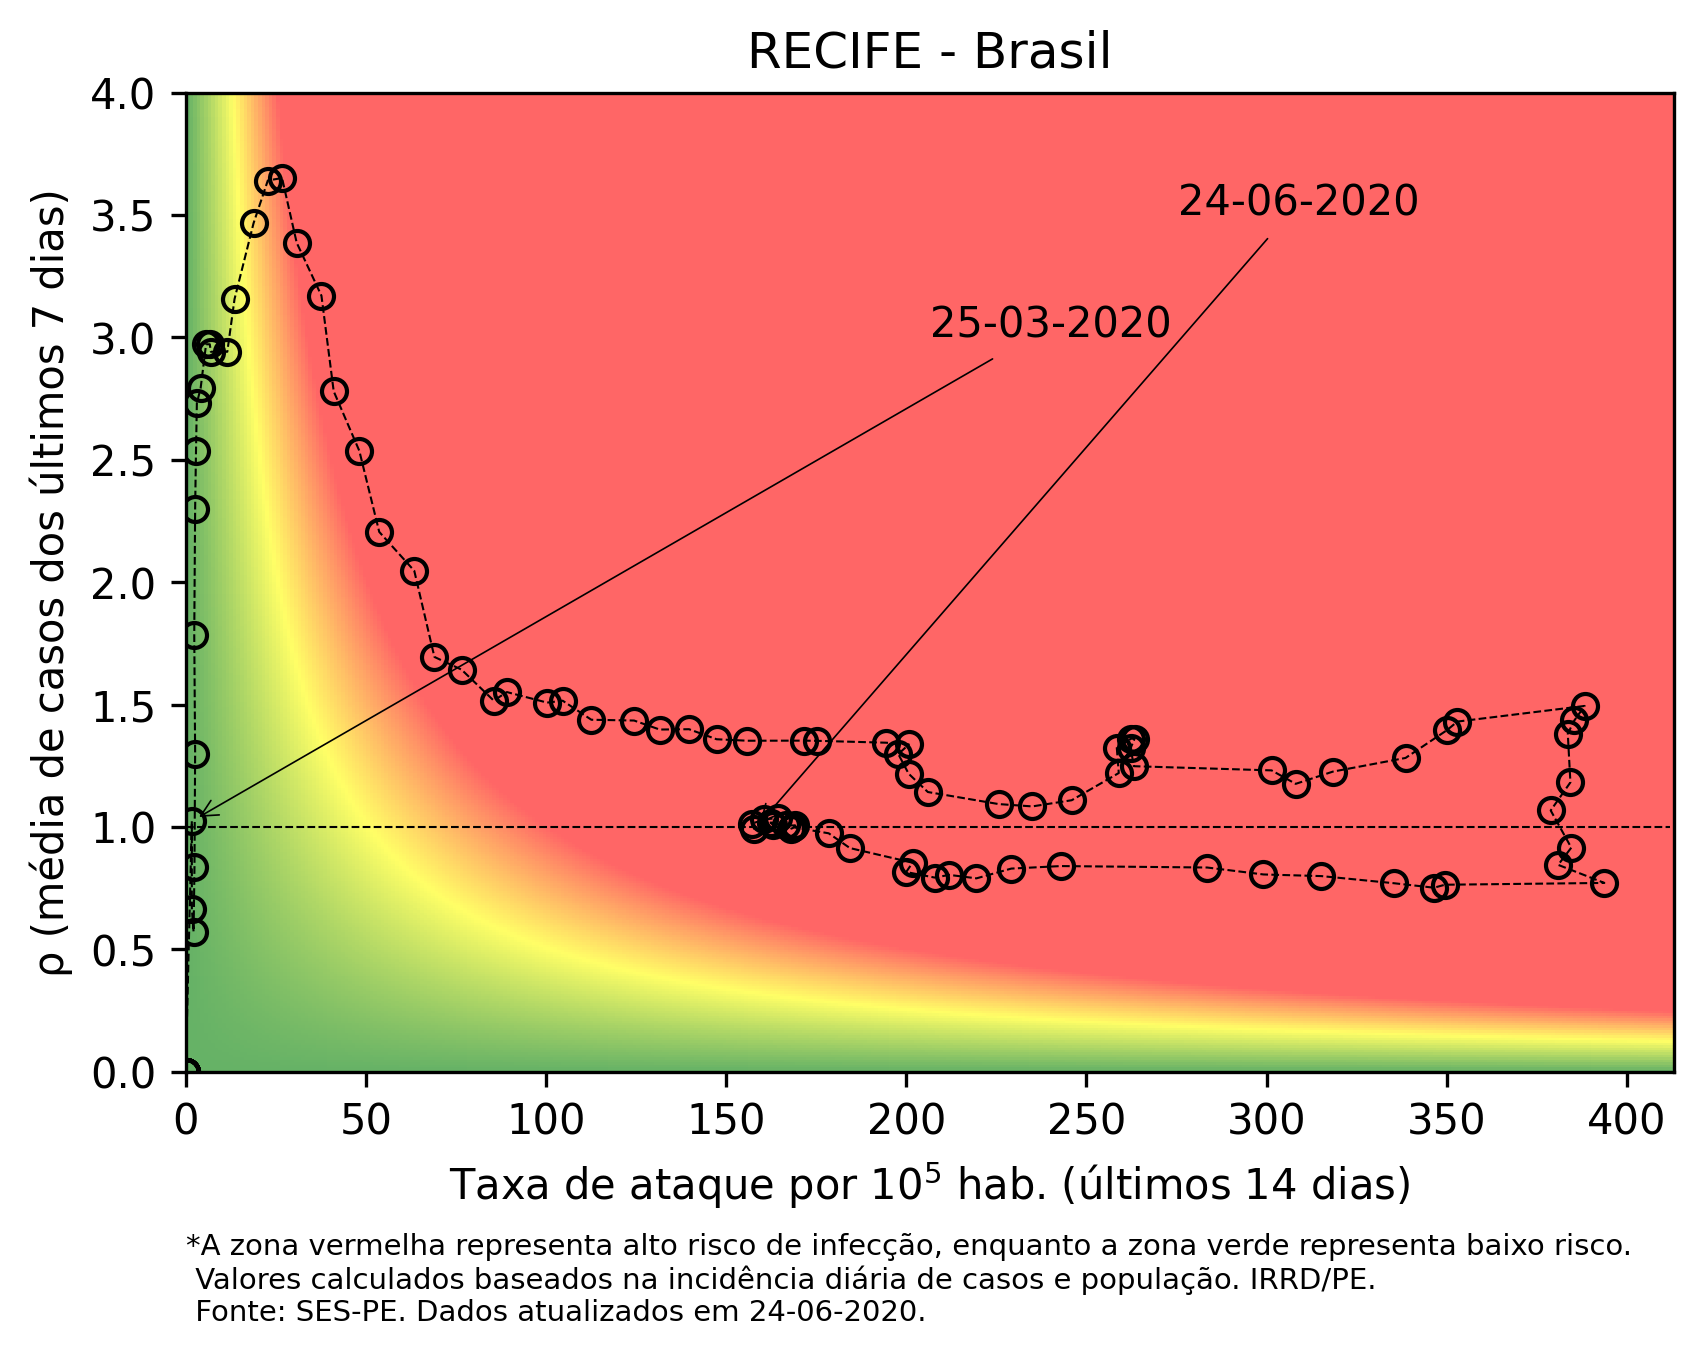 RECIFE - Brasil
4.0
3.5
3.0
2.5
2.0
1.5
1.0
0.5
0.0
ρ (média de casos dos últimos 7 dias)
24-06-2020
25-03-2020
0 50 100 150 200 250 300 350 400
Taxa de ataque por 10⁵ hab. (últimos 14 dias)
*A zona vermelha representa alto risco de infecção, enquanto a zona verde representa baixo risco.
Valores calculados baseados na incidência diária de casos e população. IRRD/PE.
Fonte: SES-PE. Dados atualizados em 24-06-2020.